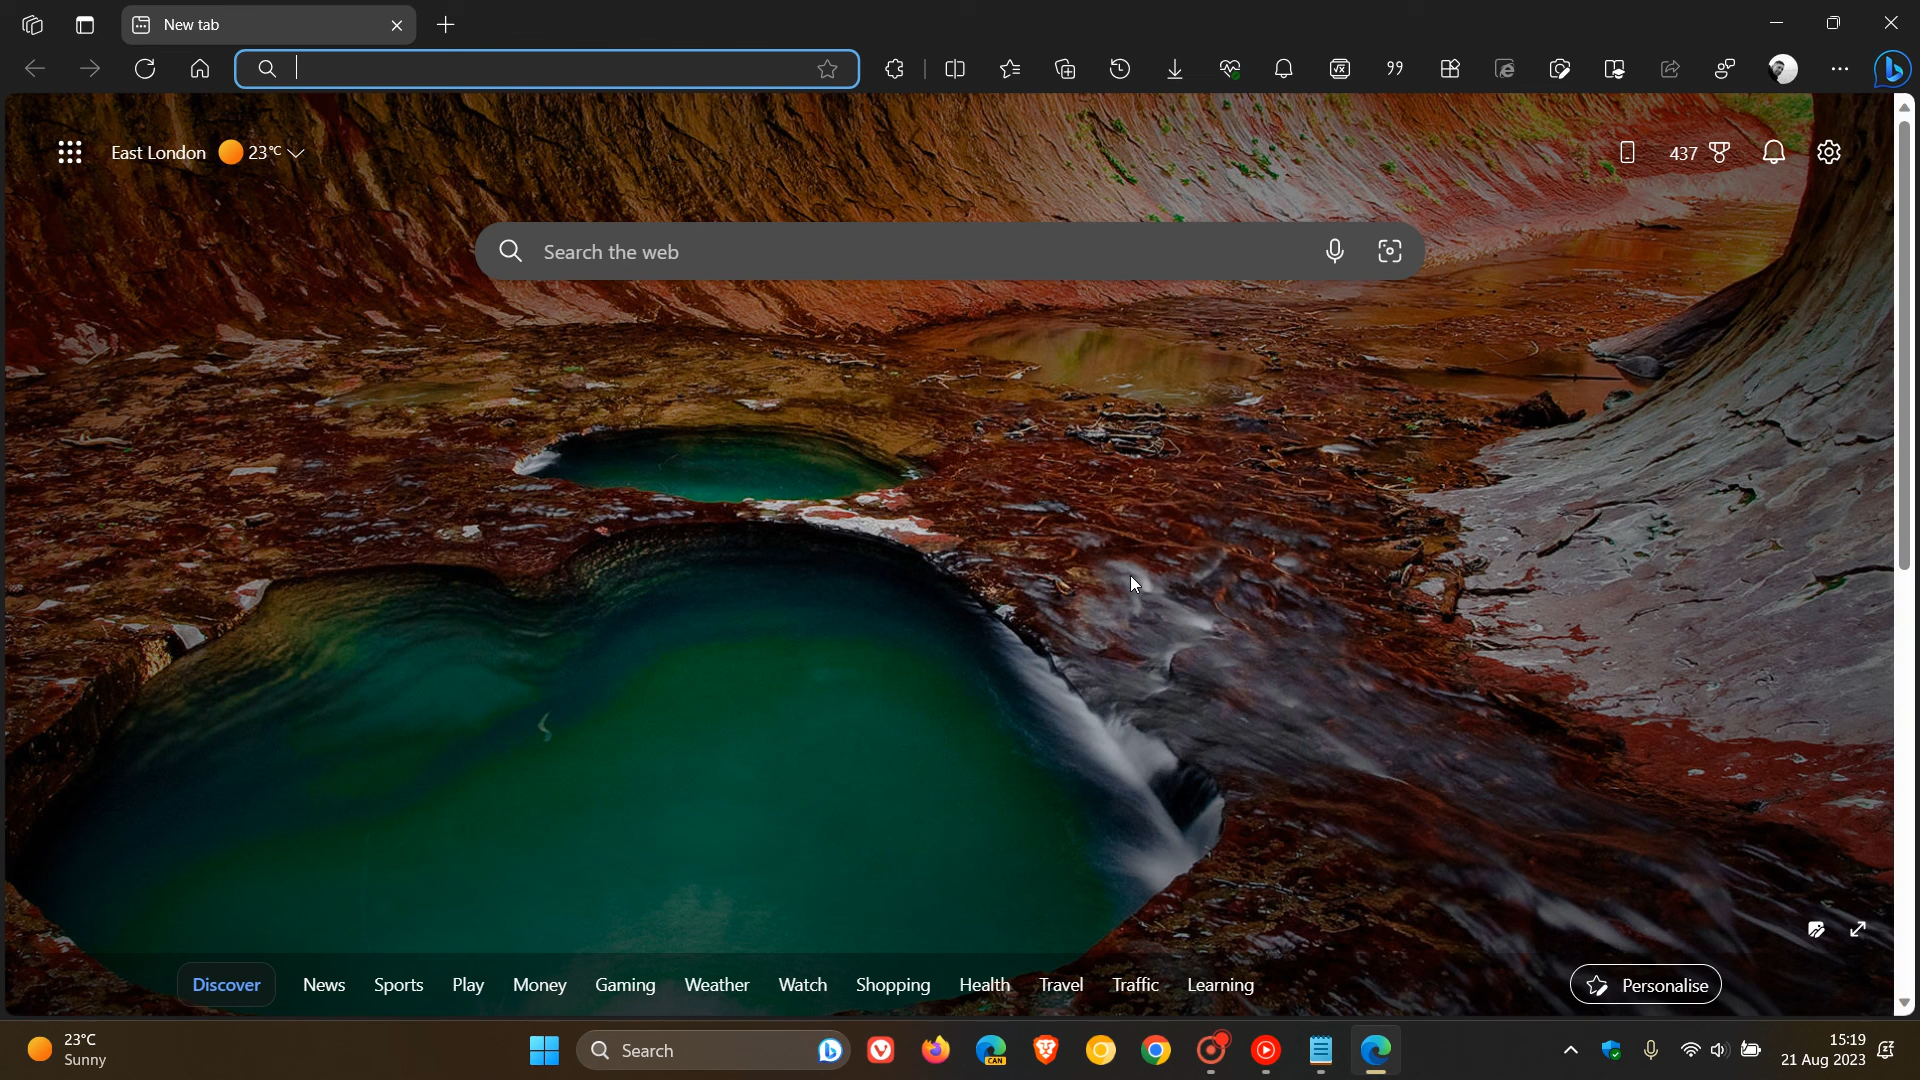 New tab
East London 23°C
437
Search the web
Discover News Sports Play Money Gaming Weather Watch Shopping Health Travel Traffic Learning
Personalise
23°C
Sunny
Search
CAN
15:19
21 Aug 2023